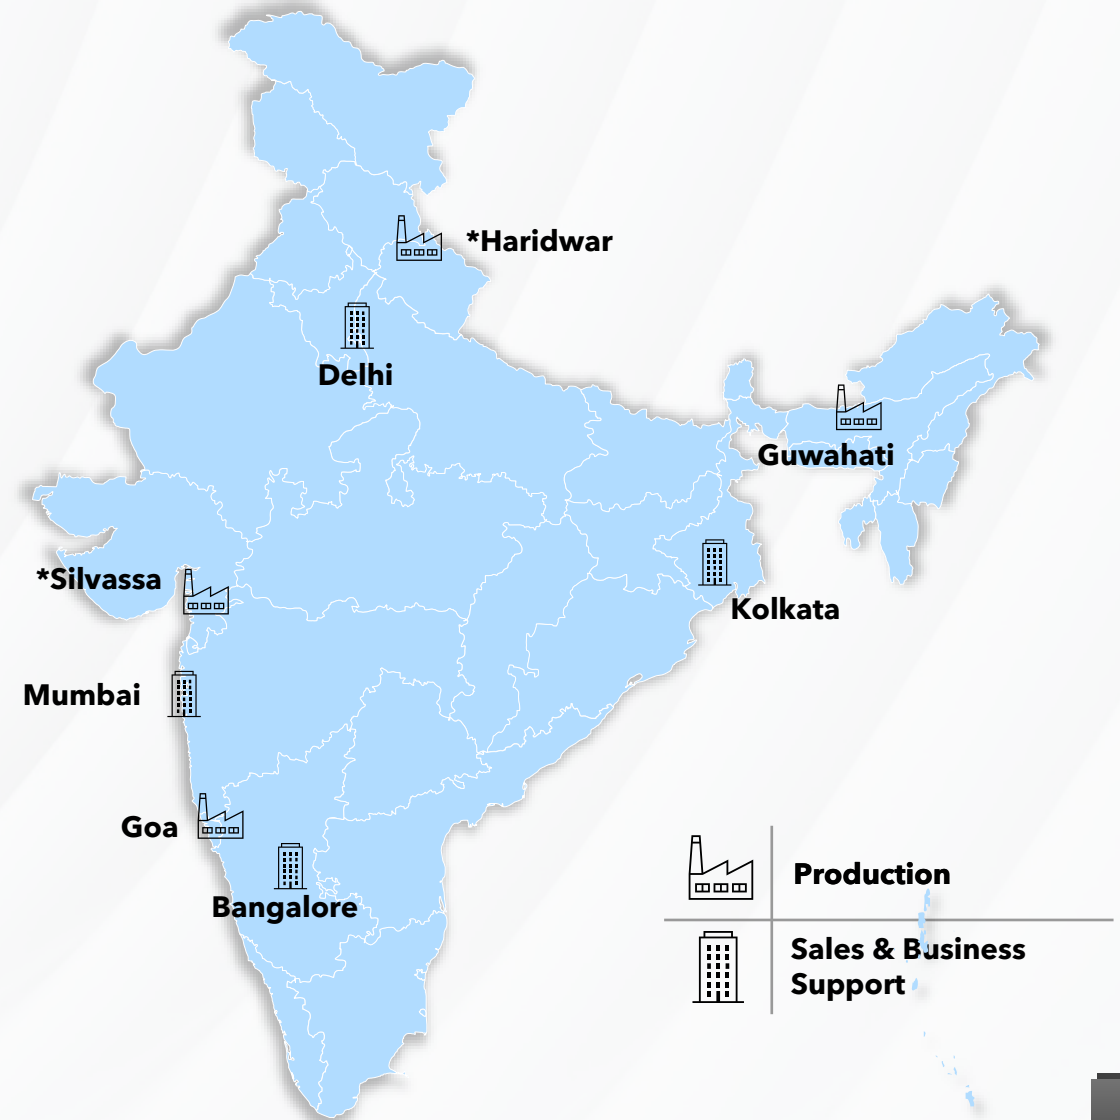 *Haridwar
Delhi
Guwahati
*Silvassa
Kolkata
Mumbai
Goa
Bangalore
Production
Sales & Business
Support